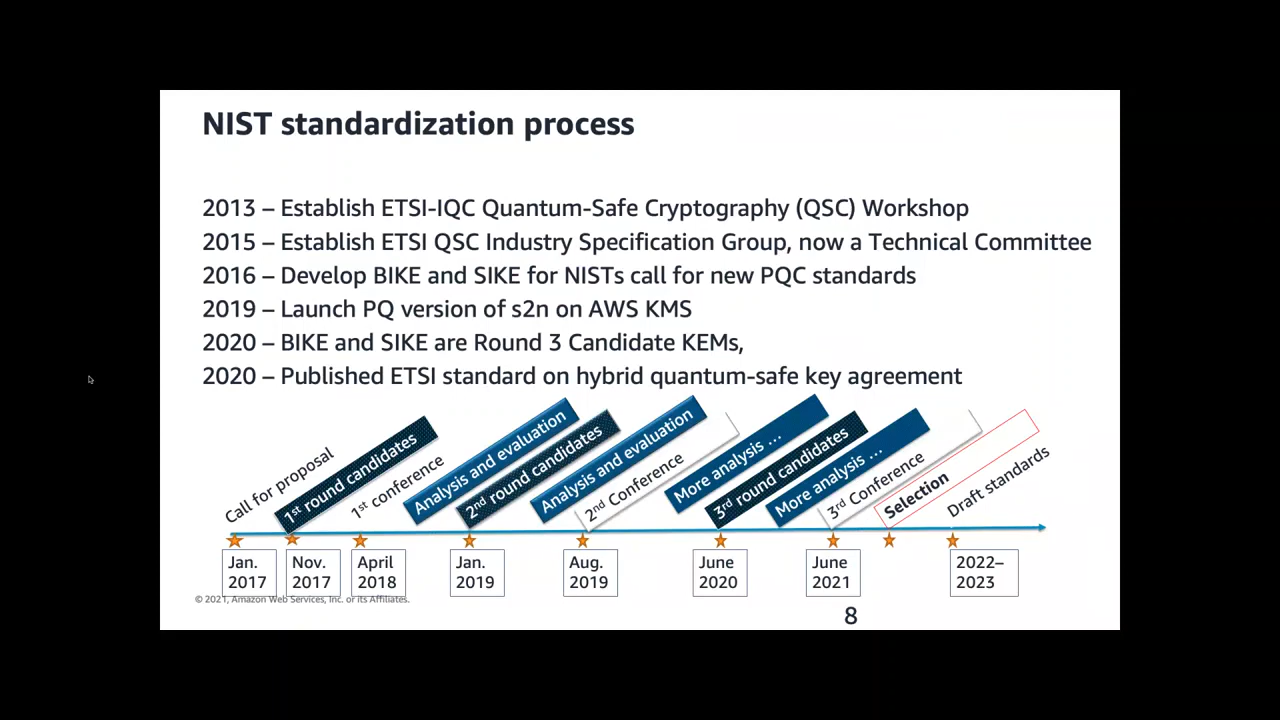 NIST standardization process
2013 – Establish ETSI-IQC Quantum-Safe Cryptography (QSC) Workshop
2015 – Establish ETSI QSC Industry Specification Group, now a Technical Committee
2016 – Develop BIKE and SIKE for NISTs call for new PQC standards
2019 – Launch PQ version of s2n on AWS KMS
2020 – BIKE and SIKE are Round 3 Candidate KEMs,
2020 – Published ETSI standard on hybrid quantum-safe key agreement
Call for proposal
1st round candidates
1st conference
Analysis and evaluation
2nd round candidates
Analysis and evaluation
2nd Conference
More analysis ...
3rd round candidates
More analysis ...
3rd Conference
Selection
Draft standards
Jan.
2017
Nov.
2017
April
2018
Jan.
2019
Aug.
2019
June
2020
June
2021
2022–
2023
© 2021, Amazon Web Services, Inc. or its Affiliates.
8